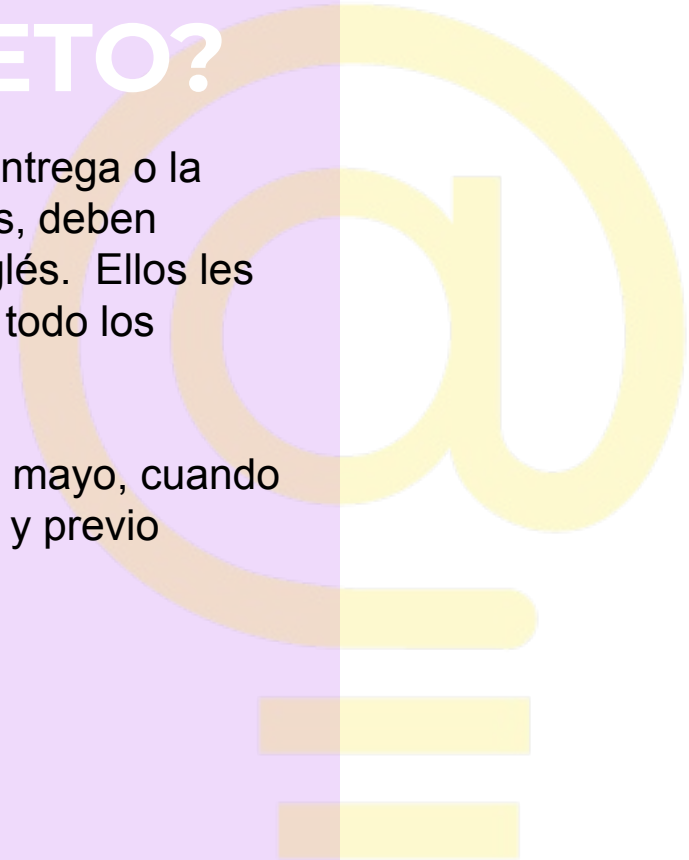 ETO?
ntrega o la
s, deben
glés. Ellos les
todo los
mayo, cuando
y previo